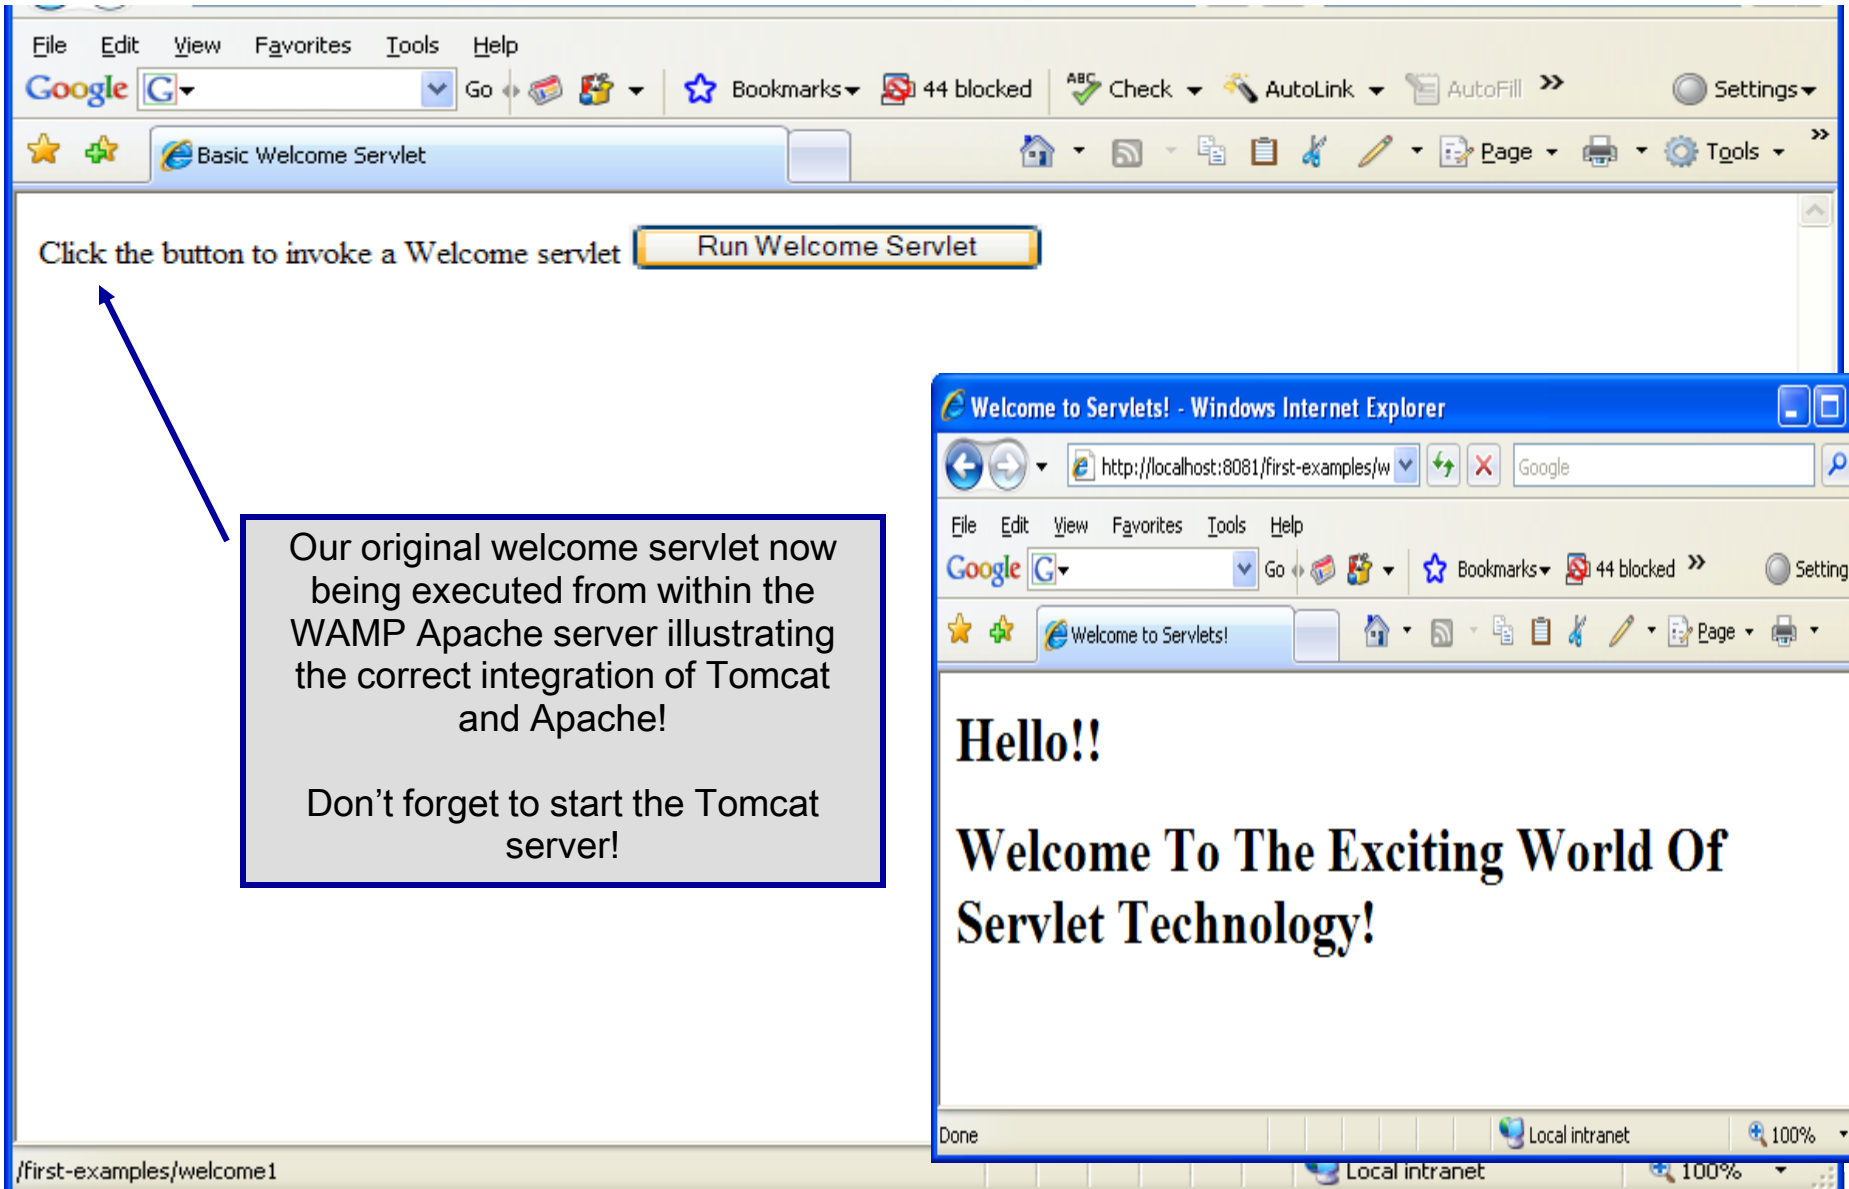 File Edit View Favorites Tools Help
Google G Go Bookmarks 44 blocked ABC Check AutoLink AutoFill >> Settings
Basic Welcome Servlet Page Tools >>
Click the button to invoke a Welcome servlet Run Welcome Servlet
Our original welcome servlet now
being executed from within the
WAMP Apache server illustrating
the correct integration of Tomcat
and Apache!
Don’t forget to start the Tomcat
server!
Welcome to Servlets! - Windows Internet Explorer
http://localhost:8081/first-examples/w Google
File Edit View Favorites Tools Help
Google G Go Bookmarks 44 blocked >> Setting
Welcome to Servlets! Page
Hello!!
Welcome To The Exciting World Of
Servlet Technology!
Done Local intranet 100%
/first-examples/welcome1 Local intranet 100%